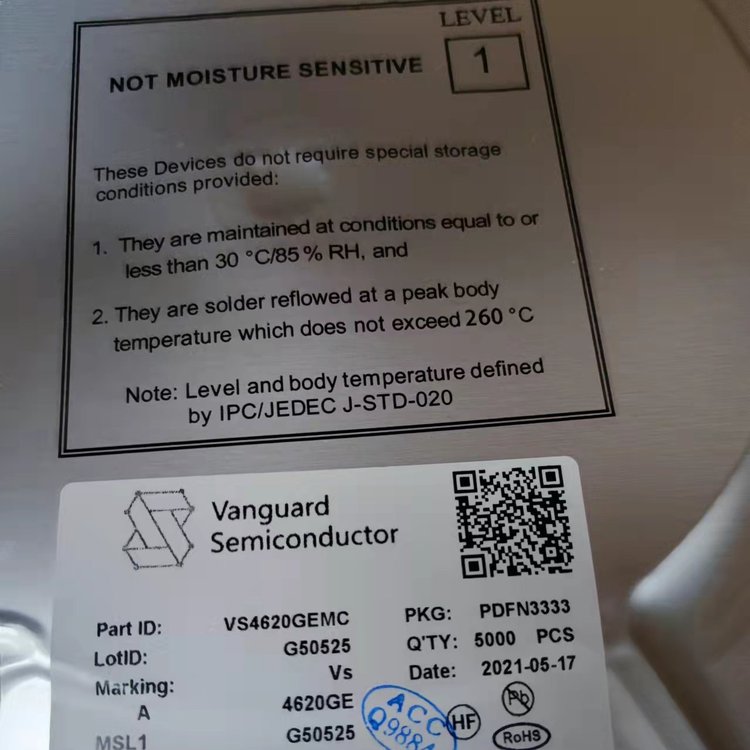 LEVEL
NOT MOISTURE SENSITIVE 1
These Devices do not require special storage
conditions provided:
1. They are maintained at conditions equal to or
less than 30 °C/85 % RH, and
2. They are solder reflowed at a peak body
temperature which does not exceed 260 °C
Note: Level and body temperature defined
by IPC/JEDEC J-STD-020
Vanguard
Semiconductor
Part ID: VS4620GEMC PKG: PDFN3333
LotID: G50525 Q'TY: 5000 PCS
Marking: Vs Date: 2021-05-17
A 4620GE Pb
MSL1 G50525 HF RoHS
ACC